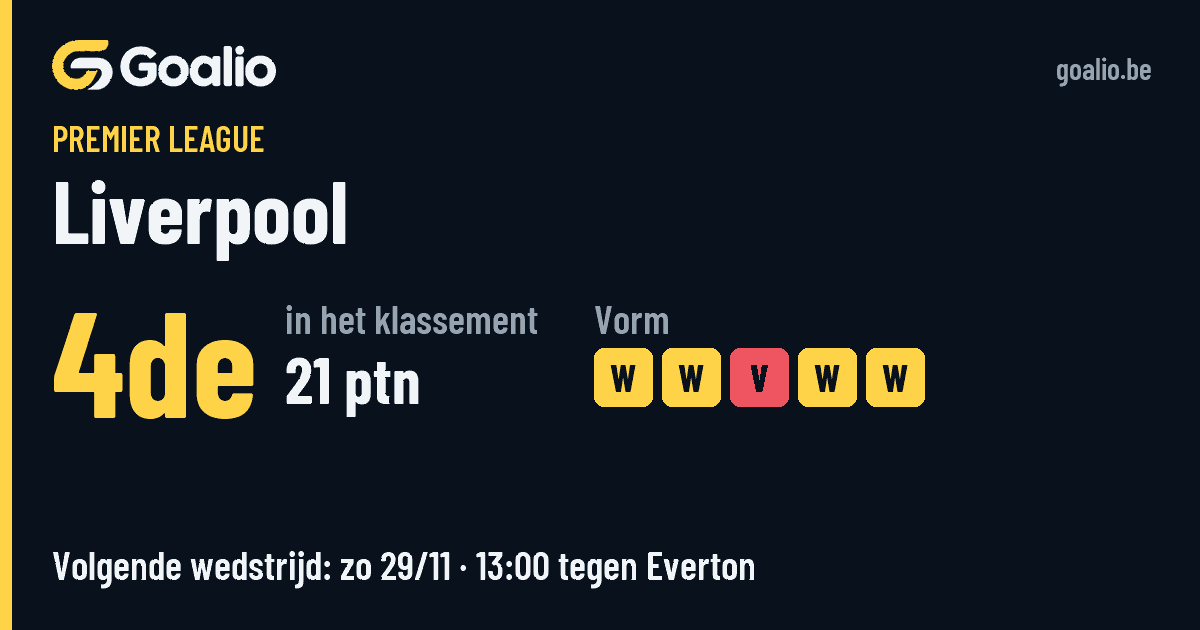 Goalio
goalio.be
PREMIER LEAGUE
Liverpool
4de
in het klassement
21 ptn
Vorm
W W V W W
Volgende wedstrijd: zo 29/11 · 13:00 tegen Everton